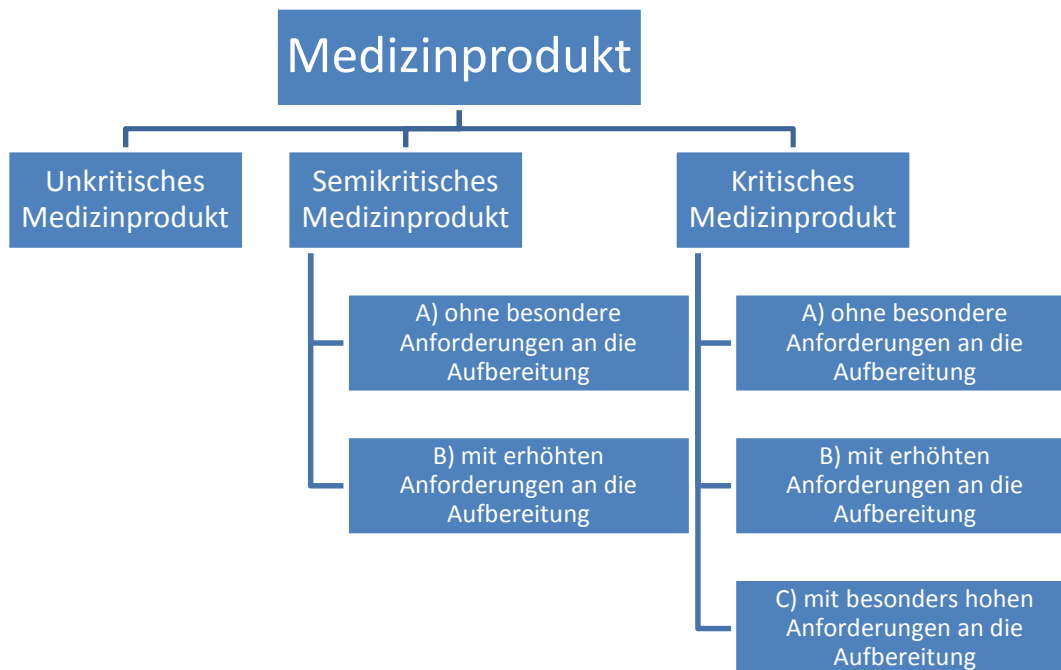 Medizinprodukt
Unkritisches
Medizinprodukt
Semikritisches
Medizinprodukt
A) ohne besondere
Anforderungen an die
Aufbereitung
B) mit erhöhten
Anforderungen an die
Aufbereitung
Kritisches
Medizinprodukt
A) ohne besondere
Anforderungen an die
Aufbereitung
B) mit erhöhten
Anforderungen an die
Aufbereitung
C) mit besonders hohen
Anforderungen an die
Aufbereitung